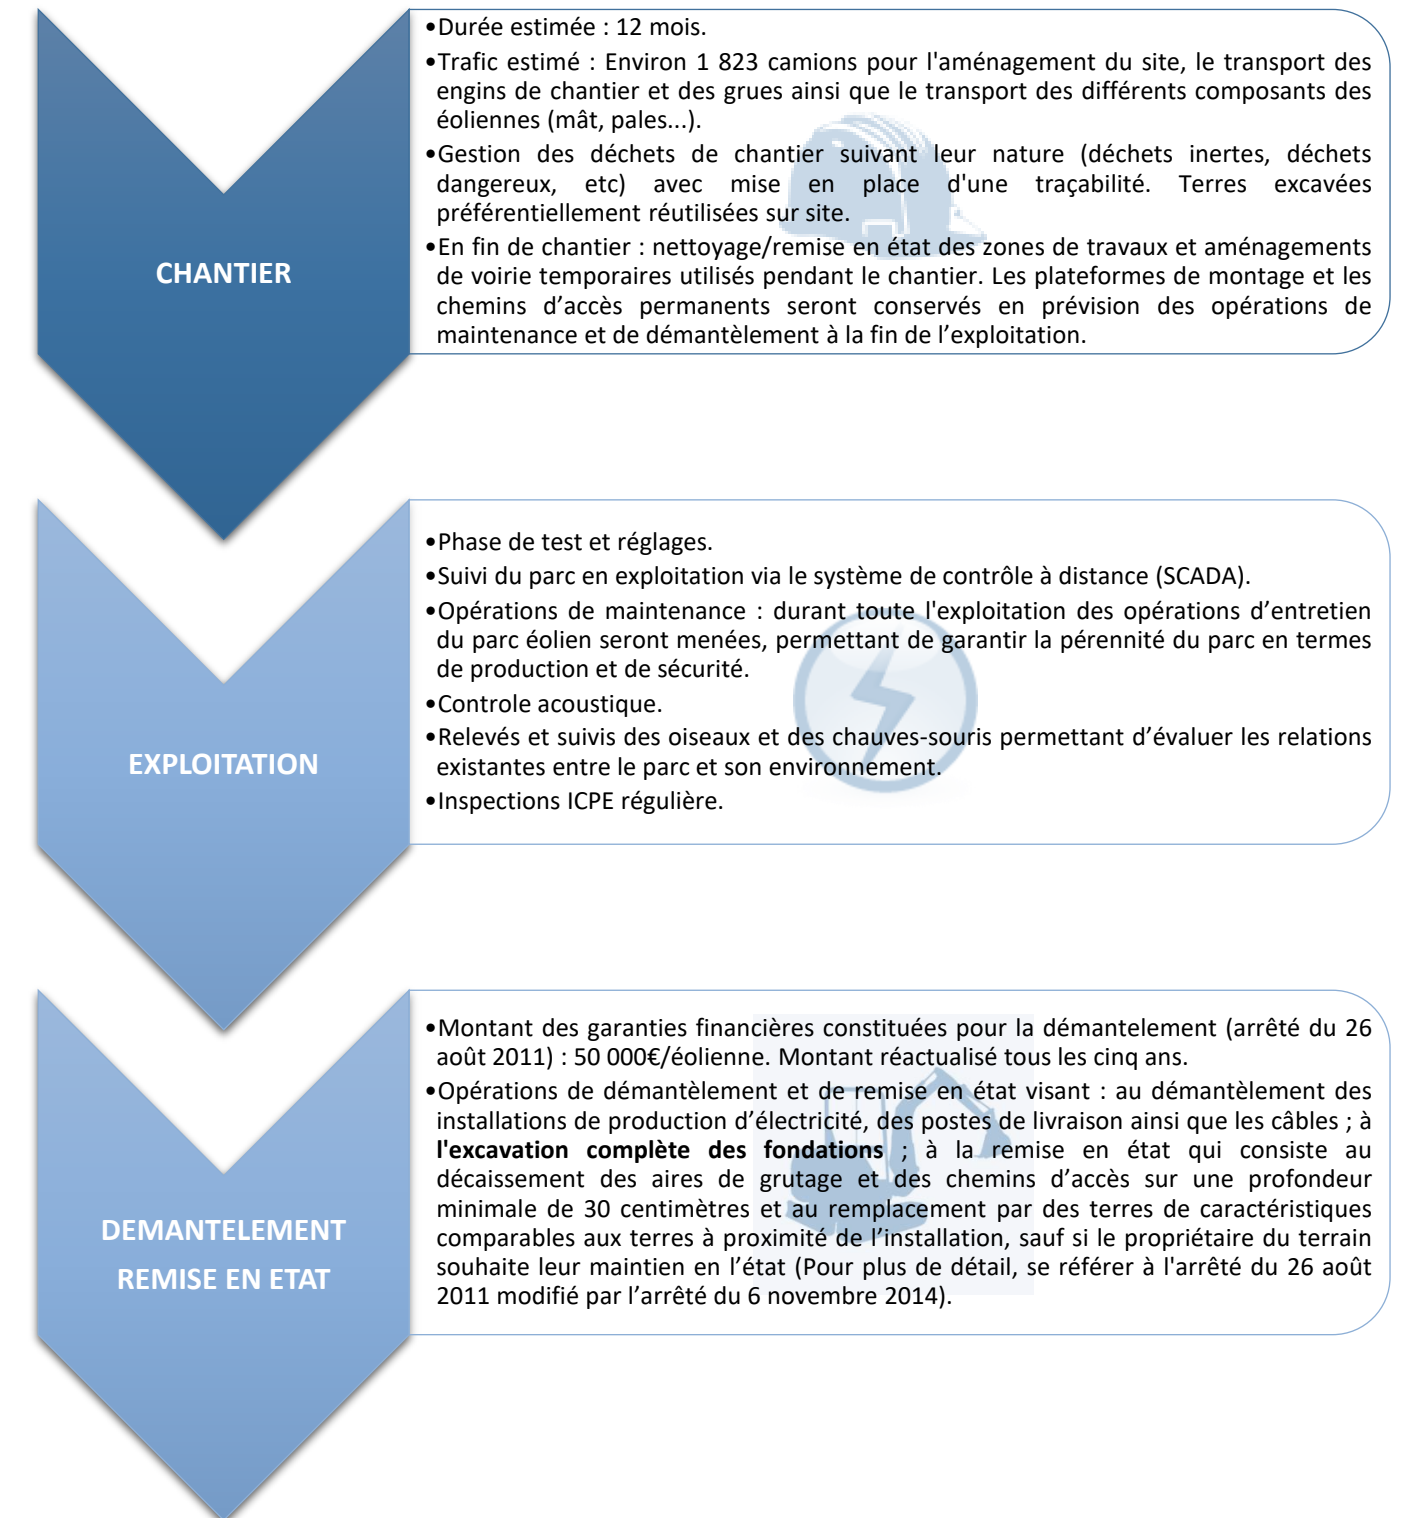 •Durée estimée : 12 mois.
•Trafic estimé : Environ 1 823 camions pour l'aménagement du site, le transport des
engins de chantier et des grues ainsi que le transport des différents composants des
éoliennes (mât, pales...).
•Gestion des déchets de chantier suivant leur nature (déchets inertes, déchets
dangereux, etc) avec mise en place d'une traçabilité. Terres excavées
préférentiellement réutilisées sur site.
•En fin de chantier : nettoyage/remise en état des zones de travaux et aménagements
de voirie temporaires utilisés pendant le chantier. Les plateformes de montage et les
chemins d’accès permanents seront conservés en prévision des opérations de
maintenance et de démantèlement à la fin de l’exploitation.
CHANTIER
•Phase de test et réglages.
•Suivi du parc en exploitation via le système de contrôle à distance (SCADA).
•Opérations de maintenance : durant toute l'exploitation des opérations d’entretien
du parc éolien seront menées, permettant de garantir la pérennité du parc en termes
de production et de sécurité.
•Controle acoustique.
•Relevés et suivis des oiseaux et des chauves-souris permettant d’évaluer les relations
existantes entre le parc et son environnement.
•Inspections ICPE régulière.
EXPLOITATION
•Montant des garanties financières constituées pour la démantelement (arrêté du 26
août 2011) : 50 000€/éolienne. Montant réactualisé tous les cinq ans.
•Opérations de démantèlement et de remise en état visant : au démantèlement des
installations de production d’électricité, des postes de livraison ainsi que les câbles ; à
l'excavation complète des fondations ; à la remise en état qui consiste au
décaissement des aires de grutage et des chemins d’accès sur une profondeur
minimale de 30 centimètres et au remplacement par des terres de caractéristiques
comparables aux terres à proximité de l’installation, sauf si le propriétaire du terrain
souhaite leur maintien en l’état (Pour plus de détail, se référer à l'arrêté du 26 août
2011 modifié par l’arrêté du 6 novembre 2014).
DEMANTELEMENT
REMISE EN ETAT